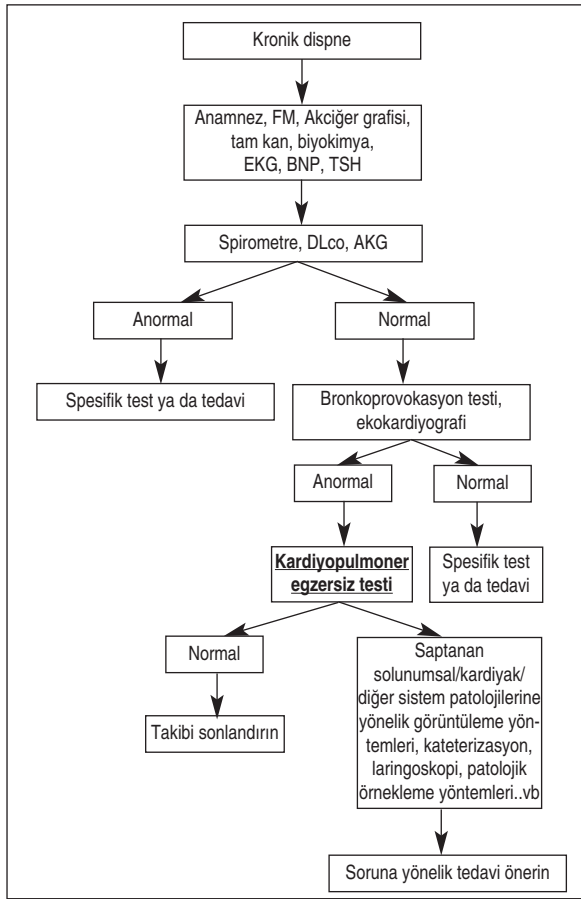 Kronik dispne
Anamnez, FM, Akciğer grafisi,
tam kan, biyokimya,
EKG, BNP, TSH
Spirometre, DLco, AKG
Anormal
Normal
Spesifik test ya da tedavi
Bronkoprovokasyon testi,
ekokardiyografi
Anormal
Normal
Kardiyopulmoner
egzersiz testi
Spesifik test
ya da tedavi
Normal
Takibi sonlandırın
Saptanan
solunumsal/kardiyak/
diğer sistem patolojilerine
yönelik görüntüleme yön-
temleri, kateterizasyon,
laringoskopi, patolojik
örnekleme yöntemleri..vb
Soruna yönelik tedavi önerin